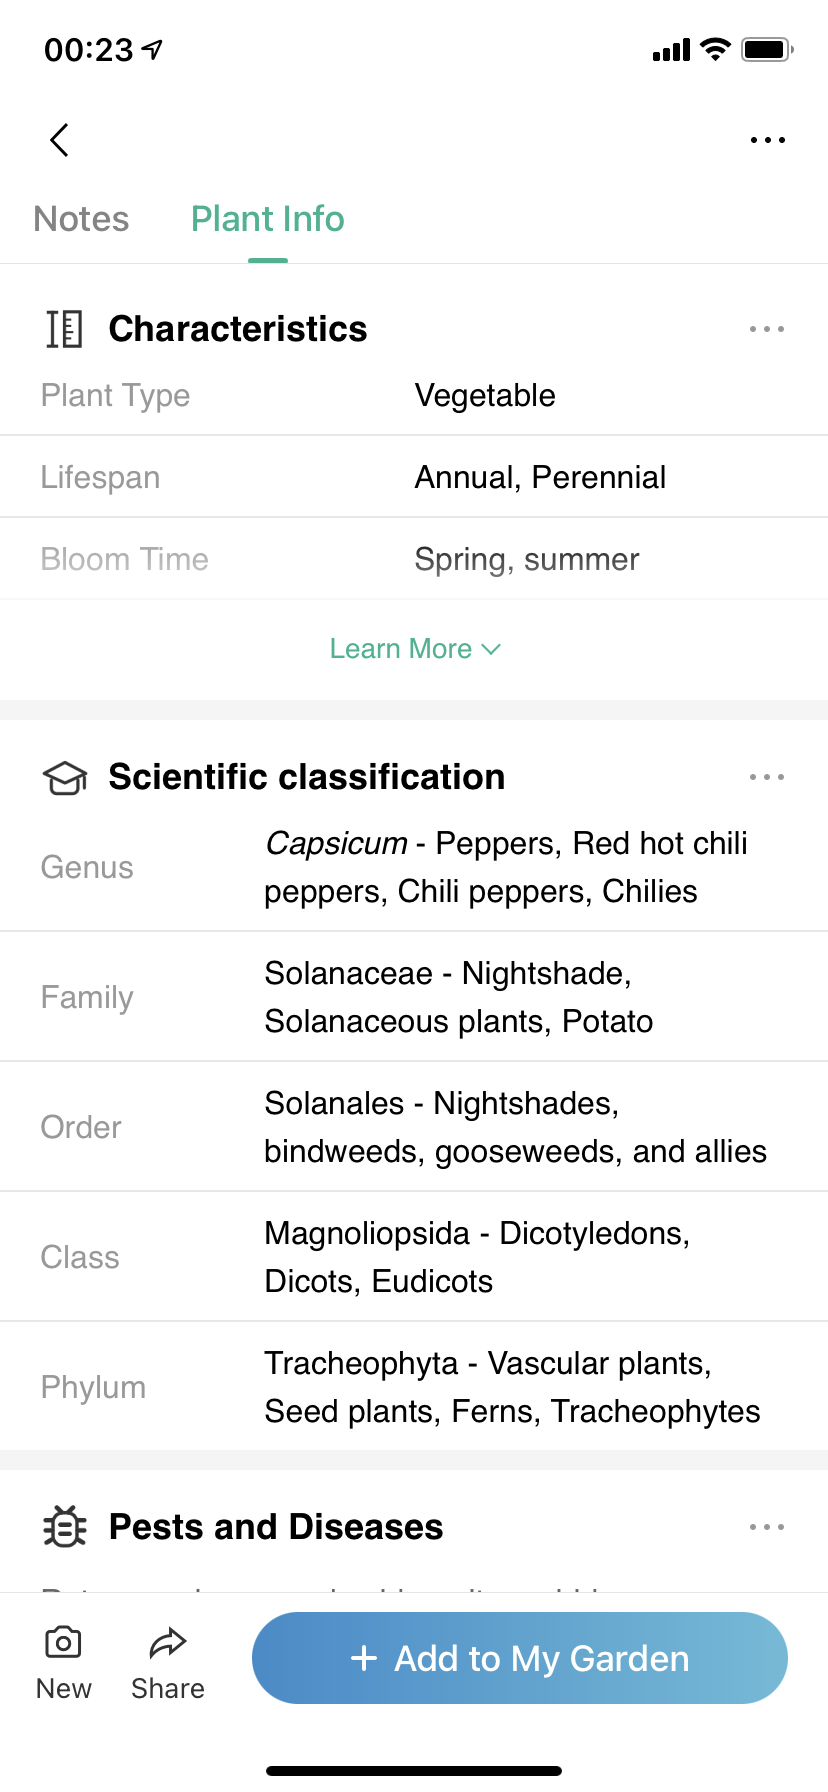 00:23
Notes Plant Info
Characteristics
Plant Type Vegetable
Lifespan Annual, Perennial
Bloom Time Spring, summer
Learn More
Scientific classification
Genus Capsicum - Peppers, Red hot chili
peppers, Chili peppers, Chilies
Family Solanaceae - Nightshade,
Solanaceous plants, Potato
Order Solanales - Nightshades,
bindweeds, gooseweeds, and allies
Class Magnoliopsida - Dicotyledons,
Dicots, Eudicots
Phylum Tracheophyta - Vascular plants,
Seed plants, Ferns, Tracheophytes
Pests and Diseases
New Share + Add to My Garden